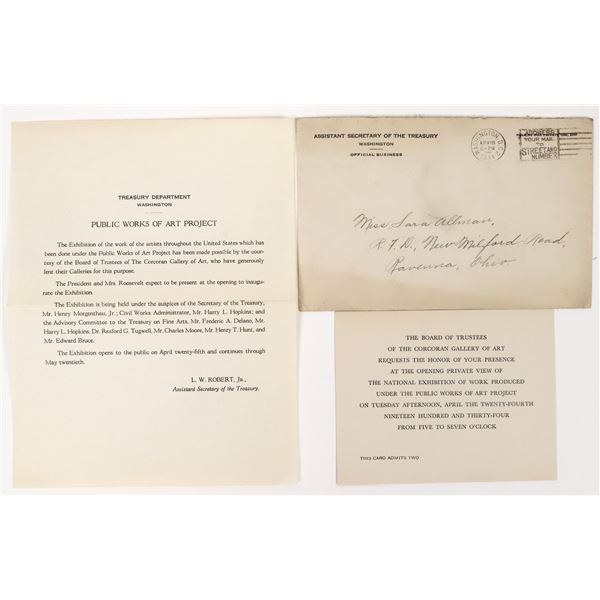 TREASURY DEPARTMENT
WASHINGTON
PUBLIC WORKS OF ART PROJECT
The Exhibition of the work of the artists throughout the United States which has
been done under the Public Works of Art Project has been made possible by the cour-
tesy of the Board of Trustees of The Corcoran Gallery of Art, who have generously
lent their Galleries for this purpose.
The President and Mrs. Roosevelt expect to be present at the opening to inaugu-
rate the Exhibition.
The Exhibition is being held under the auspices of the Secretary of the Treasury,
Mr. Henry Morgenthau, Jr.; Civil Works Administrator, Mr. Harry L. Hopkins;
and the Advisory Committee to the Treasury on Fine Arts, Mr. Frederic A. Delano, Mr.
Harry L. Hopkins, Dr. Rexford G. Tugwell, Mr. Charles Moore, Mr. Henry T. Hunt, and
Mr. Edward Bruce.
The Exhibition opens to the public on April twenty-fifth and continues through
May twentieth.
L. W. ROBERT, Jr.,
Assistant Secretary of the Treasury.
ASSISTANT SECRETARY OF THE TREASURY
WASHINGTON
OFFICIAL BUSINESS
WASHINGTON D.C.
APR
1934
ADDRESS
YOUR MAIL
TO
STREET AND
NUMBER
Miss Sara Allman,
R.F.D., New Milford Road,
Ravenna, Ohio.
THE BOARD OF TRUSTEES
OF THE CORCORAN GALLERY OF ART
REQUESTS THE HONOR OF YOUR PRESENCE
AT THE OPENING PRIVATE VIEW OF
THE NATIONAL EXHIBITION OF WORK PRODUCED
UNDER THE PUBLIC WORKS OF ART PROJECT
ON TUESDAY AFTERNOON, APRIL THE TWENTY-FOURTH
NINETEEN HUNDRED AND THIRTY-FOUR
FROM FIVE TO SEVEN O'CLOCK
THIS CARD ADMITS TWO